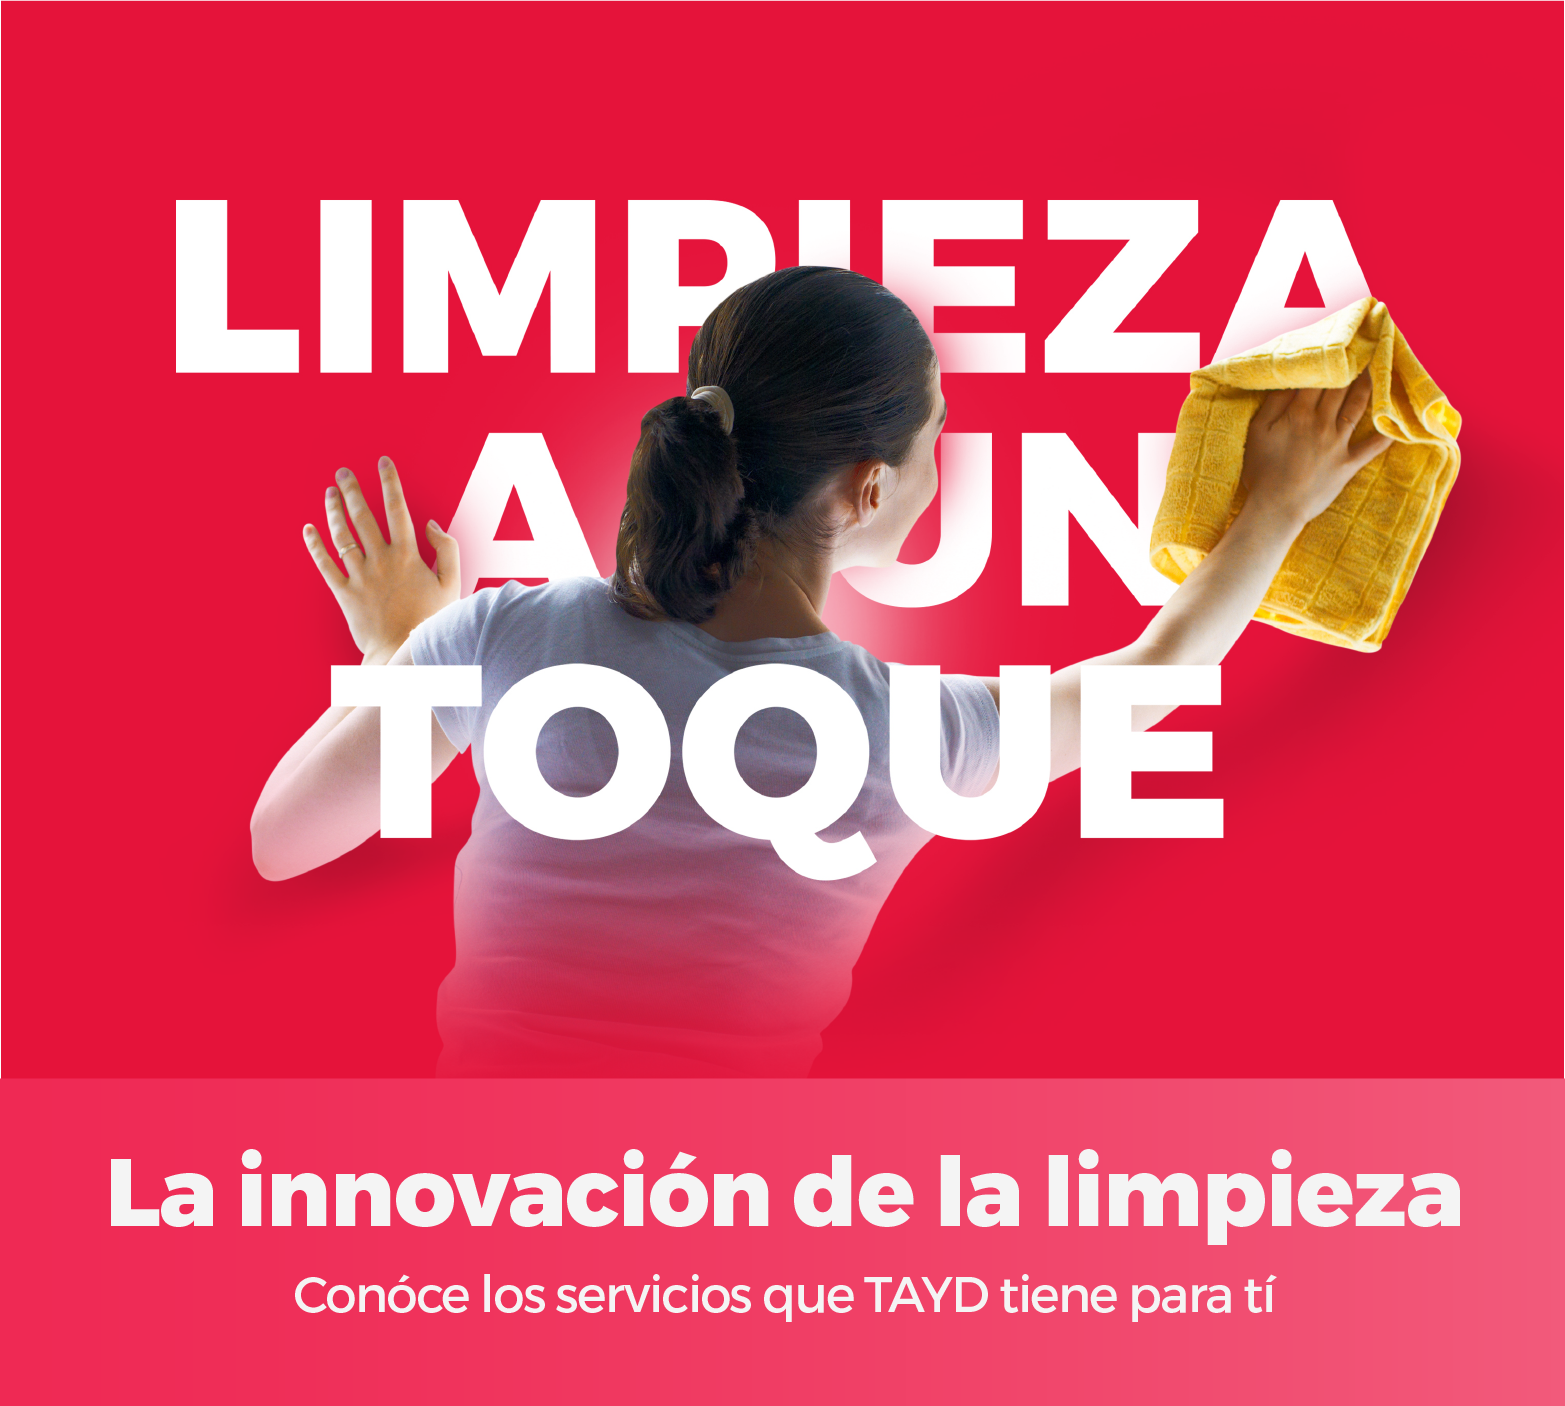 LIMPIEZA
A UN
TOQUE
La innovación de la limpieza
Conóce los servicios que TAYD tiene para tí